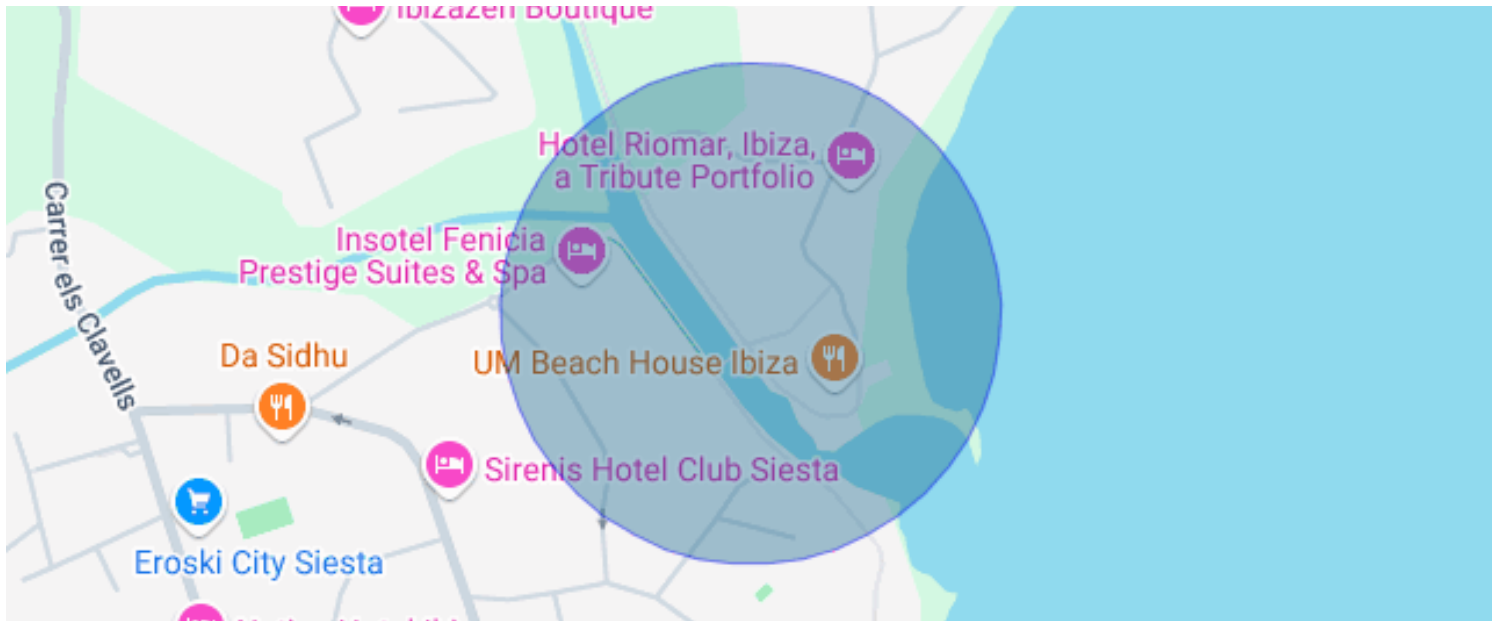 Ibizazen Boutique
Hotel Riomar, Ibiza,
a Tribute Portfolio
Insotel Fenicia
Prestige Suites & Spa
Carrer els Clavells
Da Sidhu
UM Beach House Ibiza
Sirenis Hotel Club Siesta
Eroski City Siesta